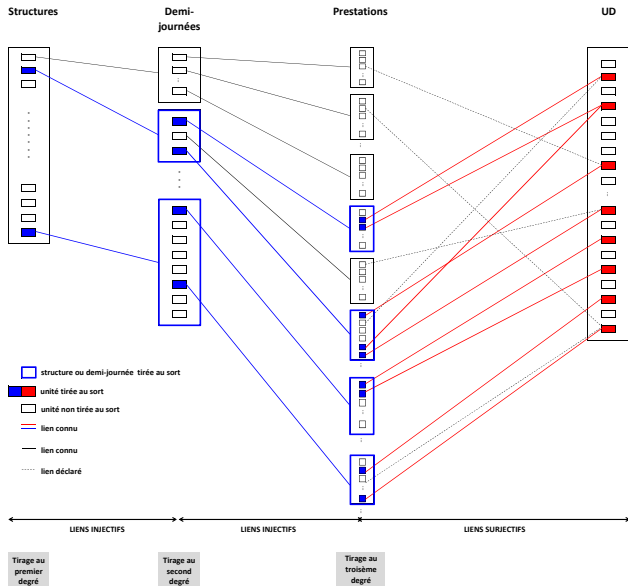 Structures
Demi-
journées
Prestations
UD
structure ou demi-journée tirée au sort
unité tirée au sort
unité non tirée au sort
lien connu
lien connu
lien déclaré
LIENS INJECTIFS
LIENS INJECTIFS
LIENS SURJECTIFS
Tirage au
premier
degré
Tirage au
second
degré
Tirage au
troisième
degré